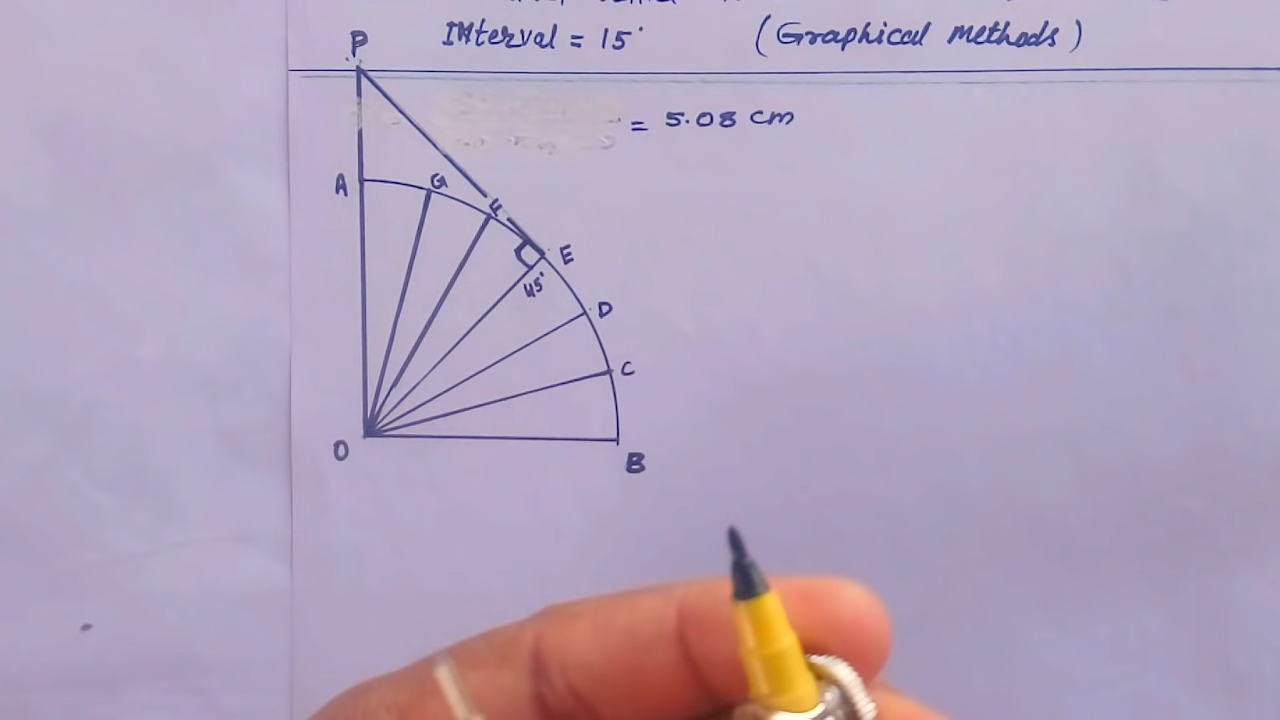 Interval = 15° (Graphical Methods)
P
= 5.08 cm
A
G
F
E
45°
D
C
O
B